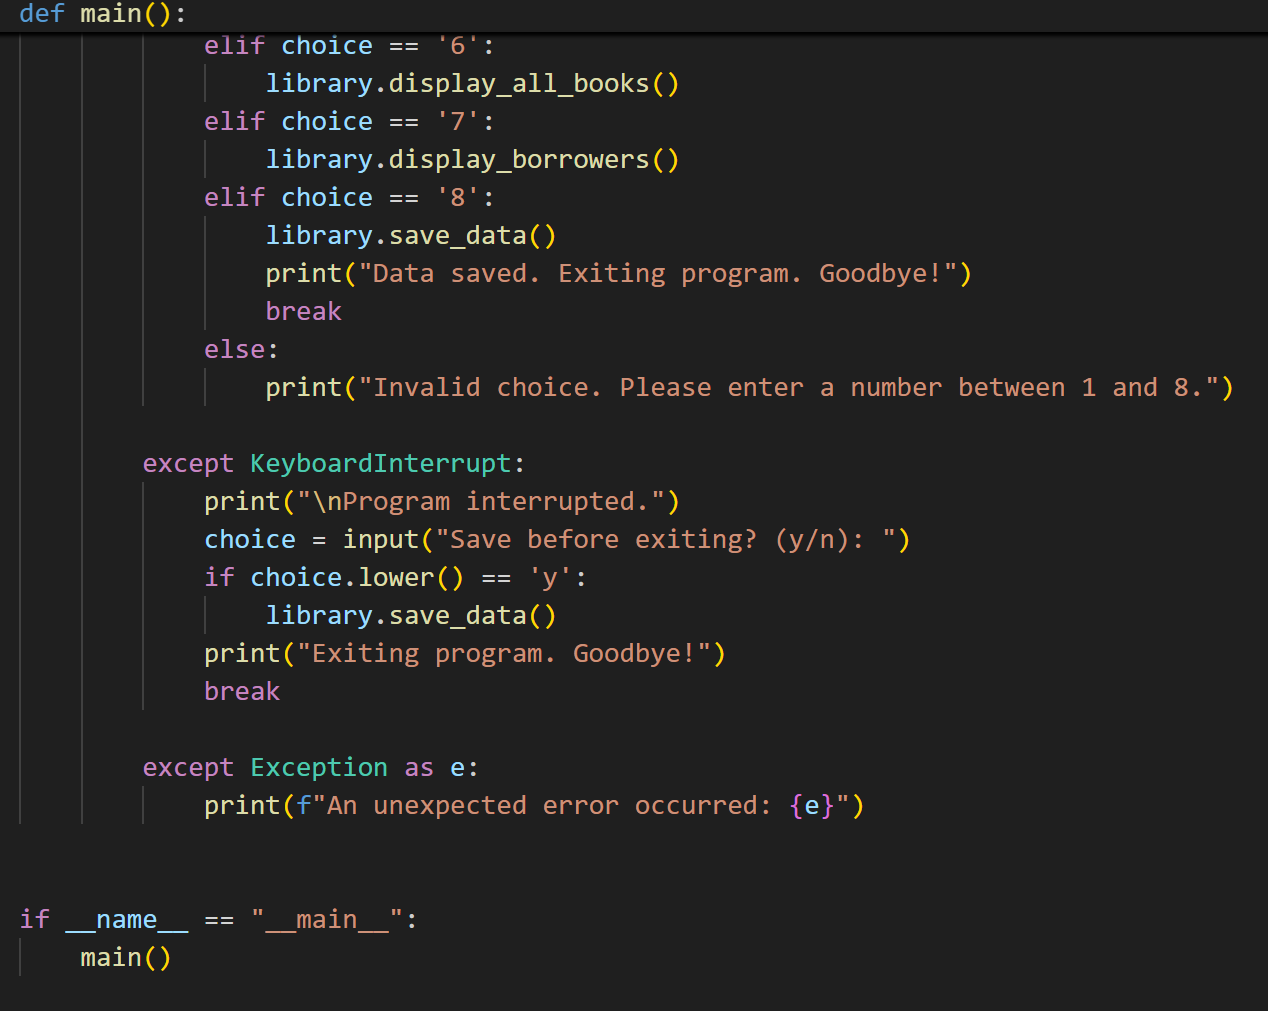 def main():
elif choice == '6':
library.display_all_books()
elif choice == '7':
library.display_borrowers()
elif choice == '8':
library.save_data()
print("Data saved. Exiting program. Goodbye!")
break
else:
print("Invalid choice. Please enter a number between 1 and 8.")
except KeyboardInterrupt:
print("\nProgram interrupted.")
choice = input("Save before exiting? (y/n): ")
if choice.lower() == 'y':
library.save_data()
print("Exiting program. Goodbye!")
break
except Exception as e:
print(f"An unexpected error occurred: {e}")
if __name__ == "__main__":
main()